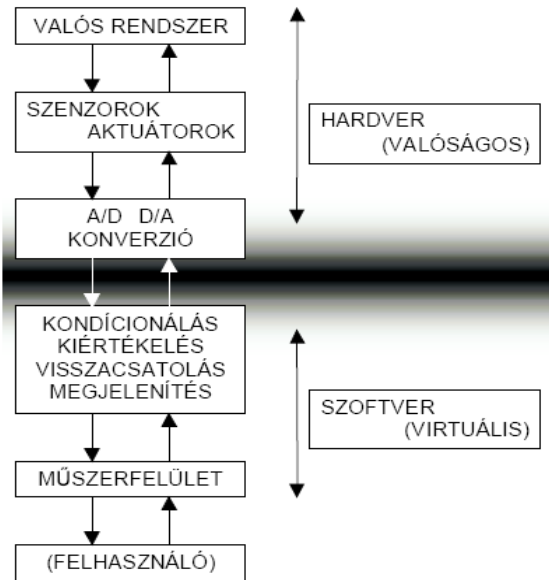 VALÓS RENDSZER
SZENZOROK
AKTUÁTOROK
HARDVER
(VALÓSÁGOS)
A/D D/A
KONVERZIÓ
KONDÍCIONÁLÁS
KIÉRTÉKELÉS
VISSZACSATOLÁS
MEGJELENÍTÉS
SZOFTVER
(VIRTUÁLIS)
MŰSZERFELÜLET
(FELHASZNÁLÓ)